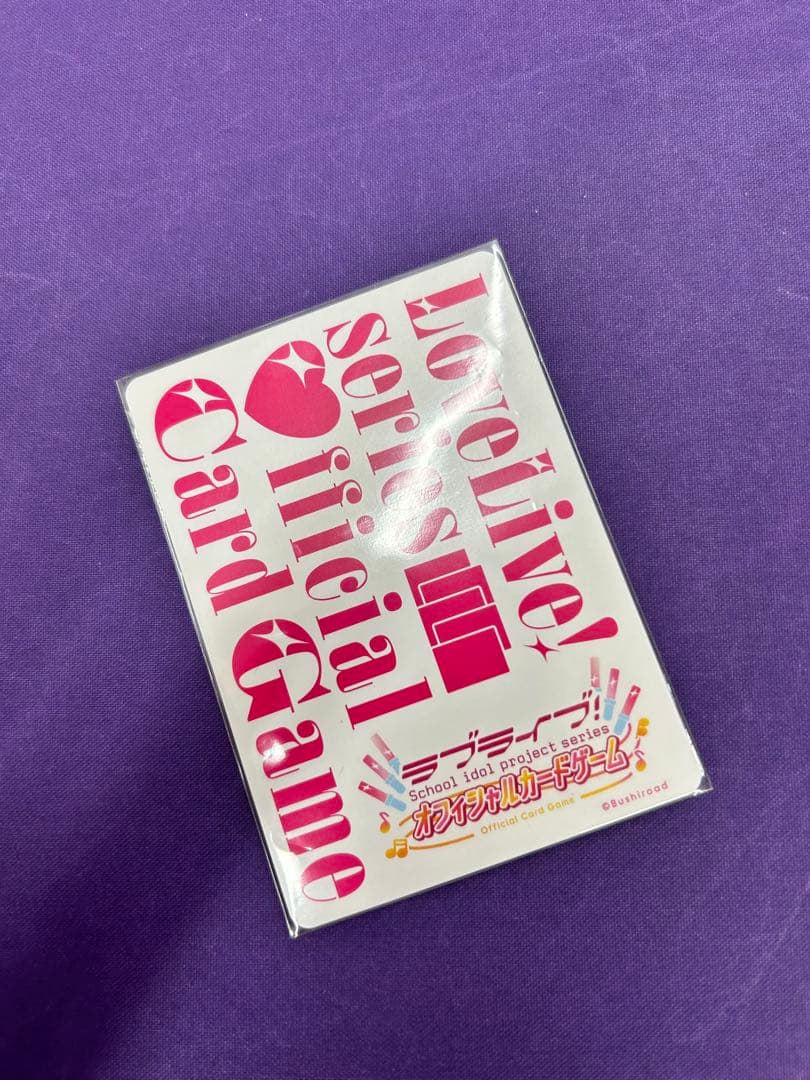 LoveLive!
series
♥fficial
Card Game
ラブライブ!
School idol project series
オフィシャルカードゲーム
Official Card Game
©Bushiroad